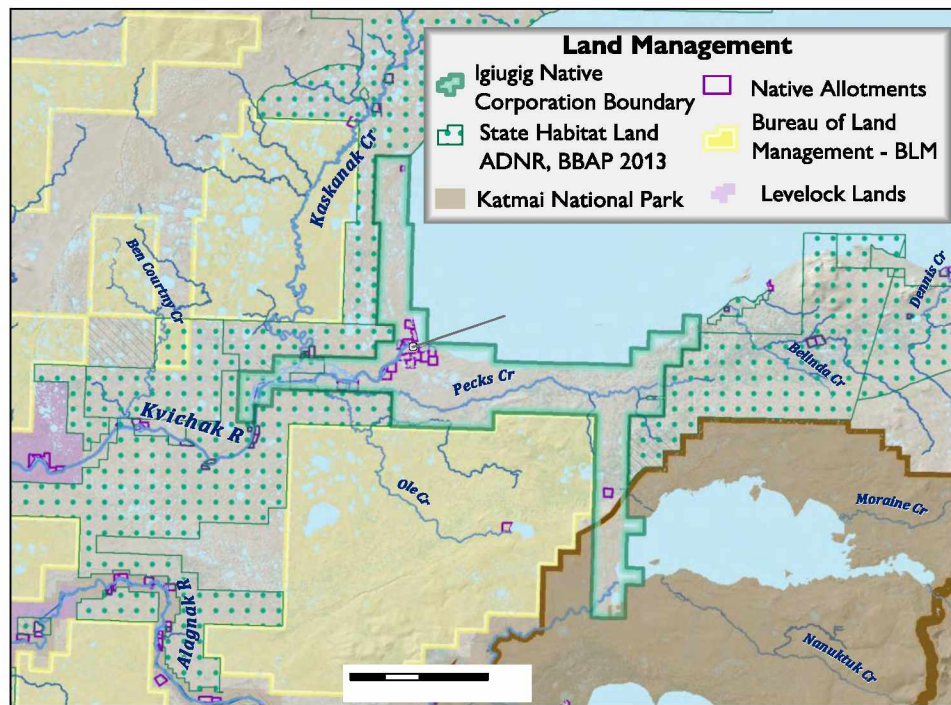 Land Management
Igiugig Native
Corporation Boundary
State Habitat Land
ADNR, BBAP 2013
Katmai National Park
Native Allotments
Bureau of Land
Management - BLM
Levelock Lands
Kaskanak Cr
Ben Courtny Cr
Dennis Cr
Belinda Cr
Pecks Cr
Kvichak R
Ole Cr
Moraine Cr
Alagnak R
Nanuktuk Cr